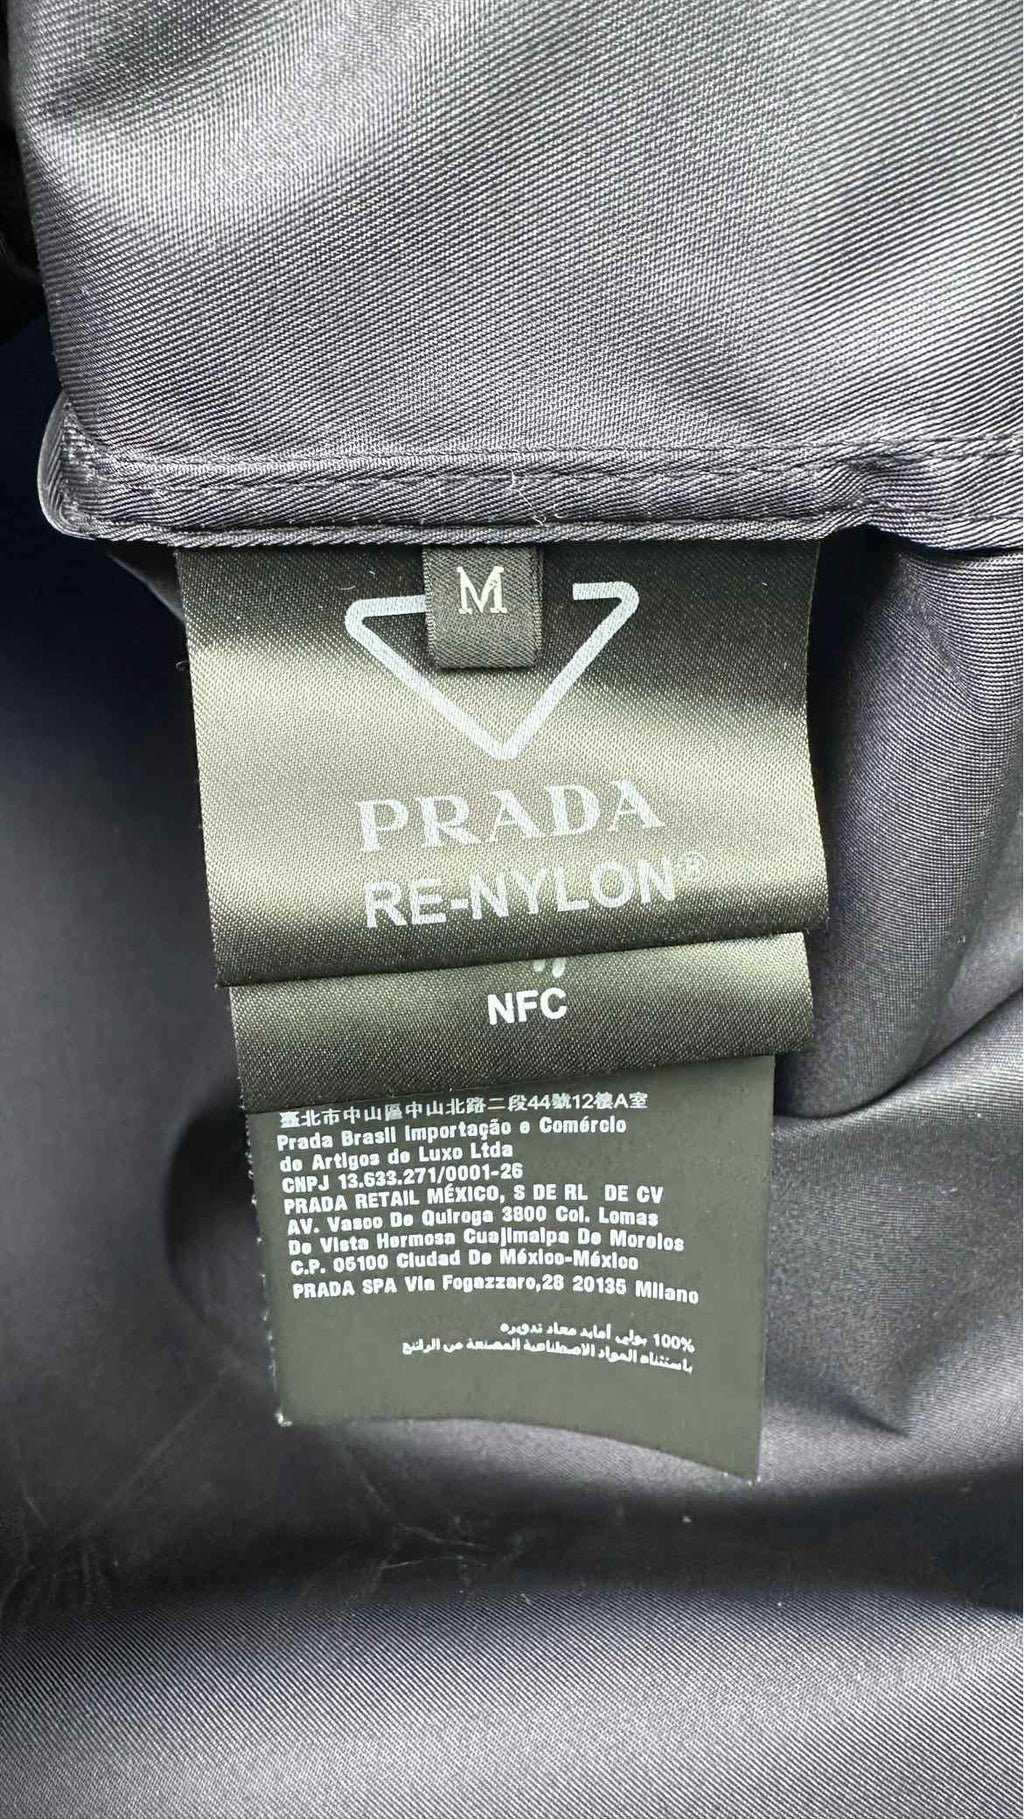 M
PRADA
RE-NYLON®
NFC
臺北市中山區中山北路二段44號12樓A室
Prada Brasil Importação e Comércio
de Artigos de Luxo Ltda
CNPJ 13.633.271/0001-26
PRADA RETAIL MÉXICO, S DE RL DE CV
AV. Vasco De Quiroga 3800 Col. Lomas
De Vista Hermosa Cuajimalpa De Morelos
C.P. 05100 Ciudad De México-México
PRADA SPA Via Fogazzaro,28 20135 Milano
100% بولي أمايد معاد تدويره
باستثناء المواد الاصطناعية المصنعة من الراتنج